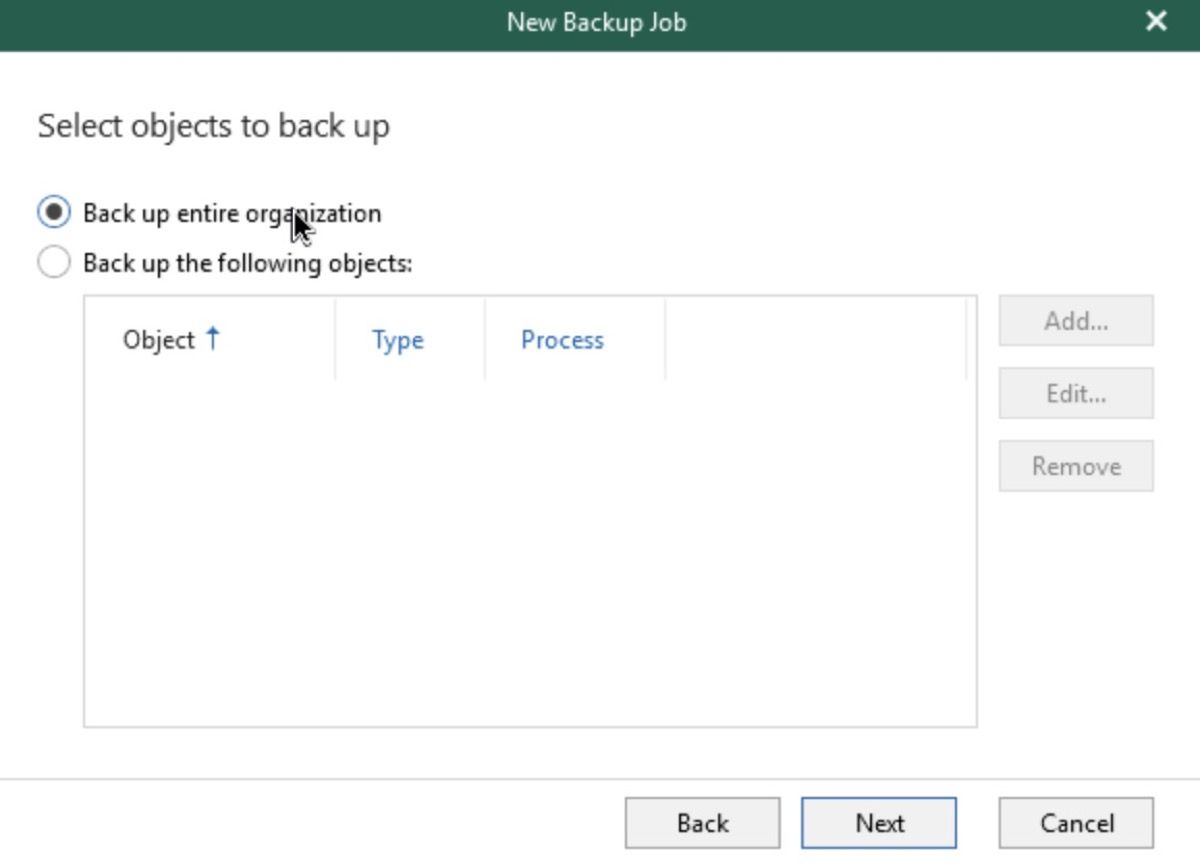 New Backup Job
Select objects to back up
Back up entire organization
Back up the following objects:
Object Type Process
Add...
Edit...
Remove
Back Next Cancel